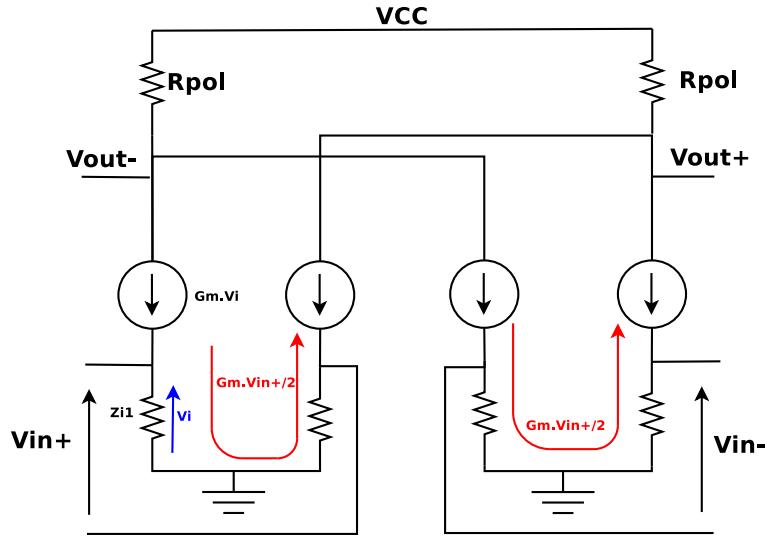 VCC
Rpol
Rpol
Vout-
Vout+
Gm.Vi
Gm.Vin+/2
Zi1
Vi
Gm.Vin+/2
Vin+
Vin-